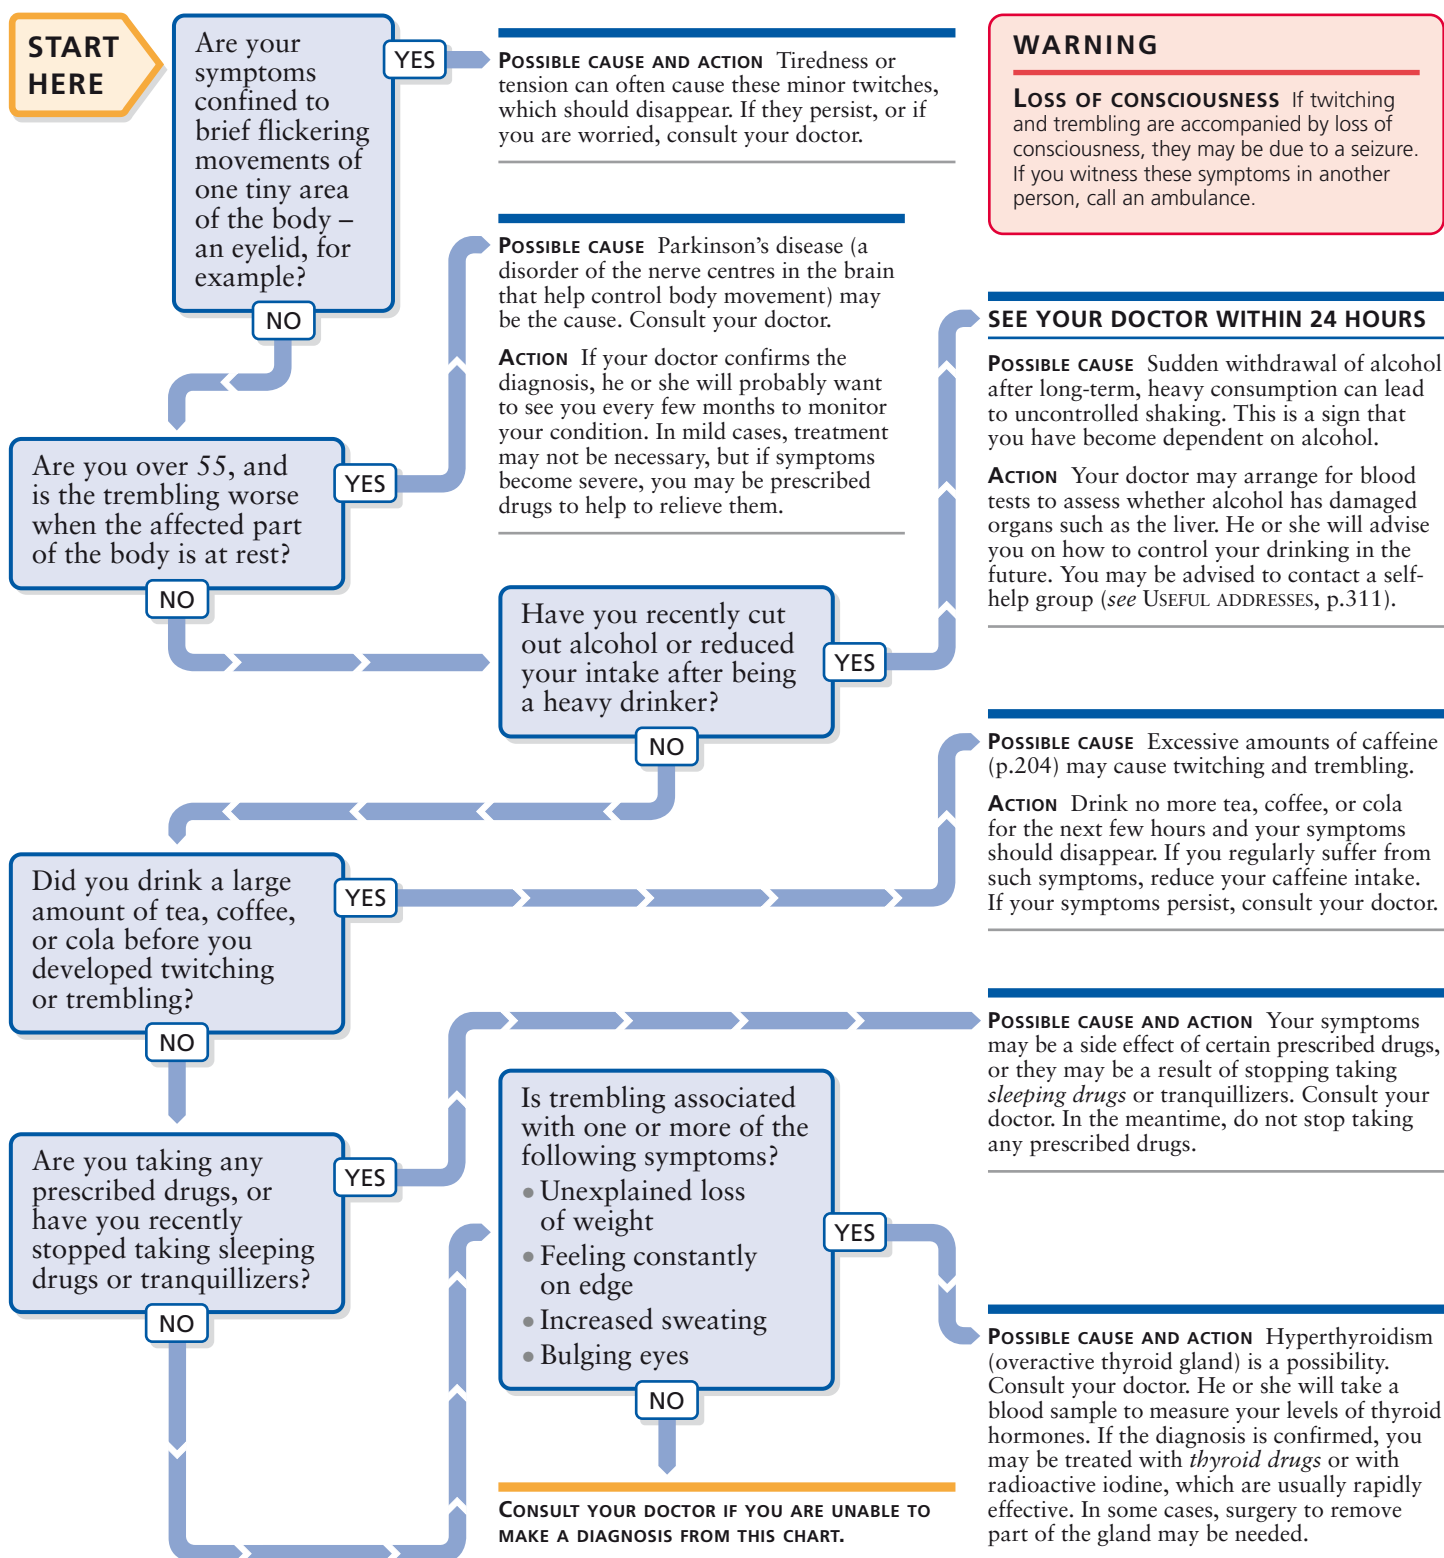 START
HERE
Are your
symptoms
confined to
brief flickering
movements of
one tiny area
of the body –
an eyelid, for
example?
YES
NO
POSSIBLE CAUSE AND ACTION Tiredness or
tension can often cause these minor twitches,
which should disappear. If they persist, or if
you are worried, consult your doctor.
WARNING
LOSS OF CONSCIOUSNESS If twitching
and trembling are accompanied by loss of
consciousness, they may be due to a seizure.
If you witness these symptoms in another
person, call an ambulance.
Are you over 55, and
is the trembling worse
when the affected part
of the body is at rest?
YES
NO
POSSIBLE CAUSE Parkinson's disease (a
disorder of the nerve centres in the brain
that help control body movement) may
be the cause. Consult your doctor.
ACTION If your doctor confirms the
diagnosis, he or she will probably want
to see you every few months to monitor
your condition. In mild cases, treatment
may not be necessary, but if symptoms
become severe, you may be prescribed
drugs to help to relieve them.
Have you recently cut
out alcohol or reduced
your intake after being
a heavy drinker?
YES
NO
SEE YOUR DOCTOR WITHIN 24 HOURS
POSSIBLE CAUSE Sudden withdrawal of alcohol
after long-term, heavy consumption can lead
to uncontrolled shaking. This is a sign that
you have become dependent on alcohol.
ACTION Your doctor may arrange for blood
tests to assess whether alcohol has damaged
organs such as the liver. He or she will advise
you on how to control your drinking in the
future. You may be advised to contact a self-
help group (see USEFUL ADDRESSES, p.311).
Did you drink a large
amount of tea, coffee,
or cola before you
developed twitching
or trembling?
YES
NO
POSSIBLE CAUSE Excessive amounts of caffeine
(p.204) may cause twitching and trembling.
ACTION Drink no more tea, coffee, or cola
for the next few hours and your symptoms
should disappear. If you regularly suffer from
such symptoms, reduce your caffeine intake.
If your symptoms persist, consult your doctor.
Are you taking any
prescribed drugs, or
have you recently
stopped taking sleeping
drugs or tranquillizers?
YES
NO
POSSIBLE CAUSE AND ACTION Your symptoms
may be a side effect of certain prescribed drugs,
or they may be a result of stopping taking
sleeping drugs or tranquillizers. Consult your
doctor. In the meantime, do not stop taking
any prescribed drugs.
Is trembling associated
with one or more of the
following symptoms?
• Unexplained loss
of weight
• Feeling constantly
on edge
• Increased sweating
• Bulging eyes
YES
NO
POSSIBLE CAUSE AND ACTION Hyperthyroidism
(overactive thyroid gland) is a possibility.
Consult your doctor. He or she will take a
blood sample to measure your levels of thyroid
hormones. If the diagnosis is confirmed, you
may be treated with thyroid drugs or with
radioactive iodine, which are usually rapidly
effective. In some cases, surgery to remove
part of the gland may be needed.
CONSULT YOUR DOCTOR IF YOU ARE UNABLE TO
MAKE A DIAGNOSIS FROM THIS CHART.